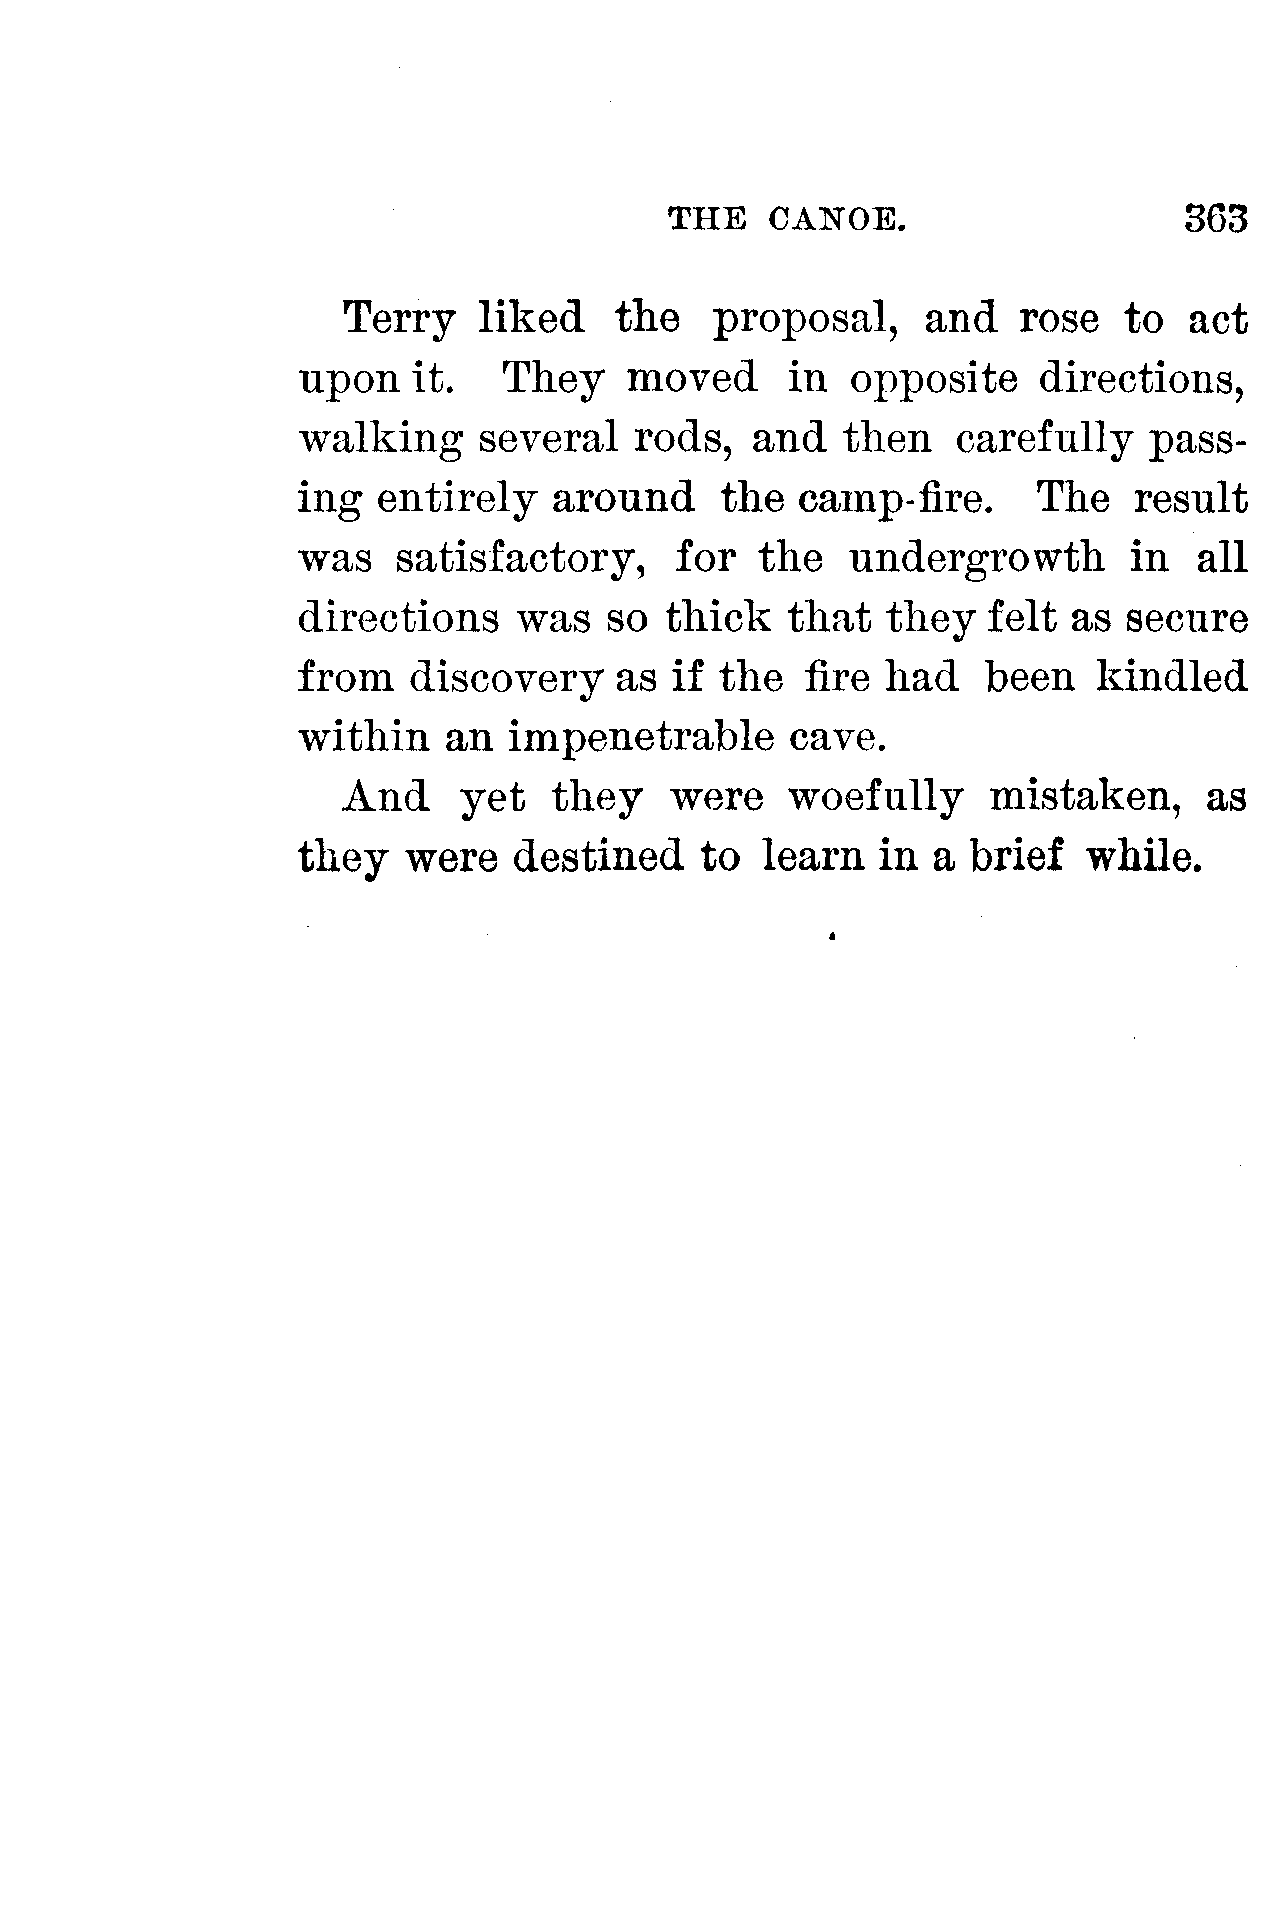 THE CANOE. 363
Terry liked the proposal, and rose to act
upon it. They moved in opposite directions,
walking several rods, and then carefully pass-
ing entirely around the camp-fire. The result
was satisfactory, for the undergrowth in all
directions was so thick that they felt as secure
from discovery as if the fire had been kindled
within an impenetrable cave.
And yet they were woefully mistaken, as
they were destined to learn in a brief while.